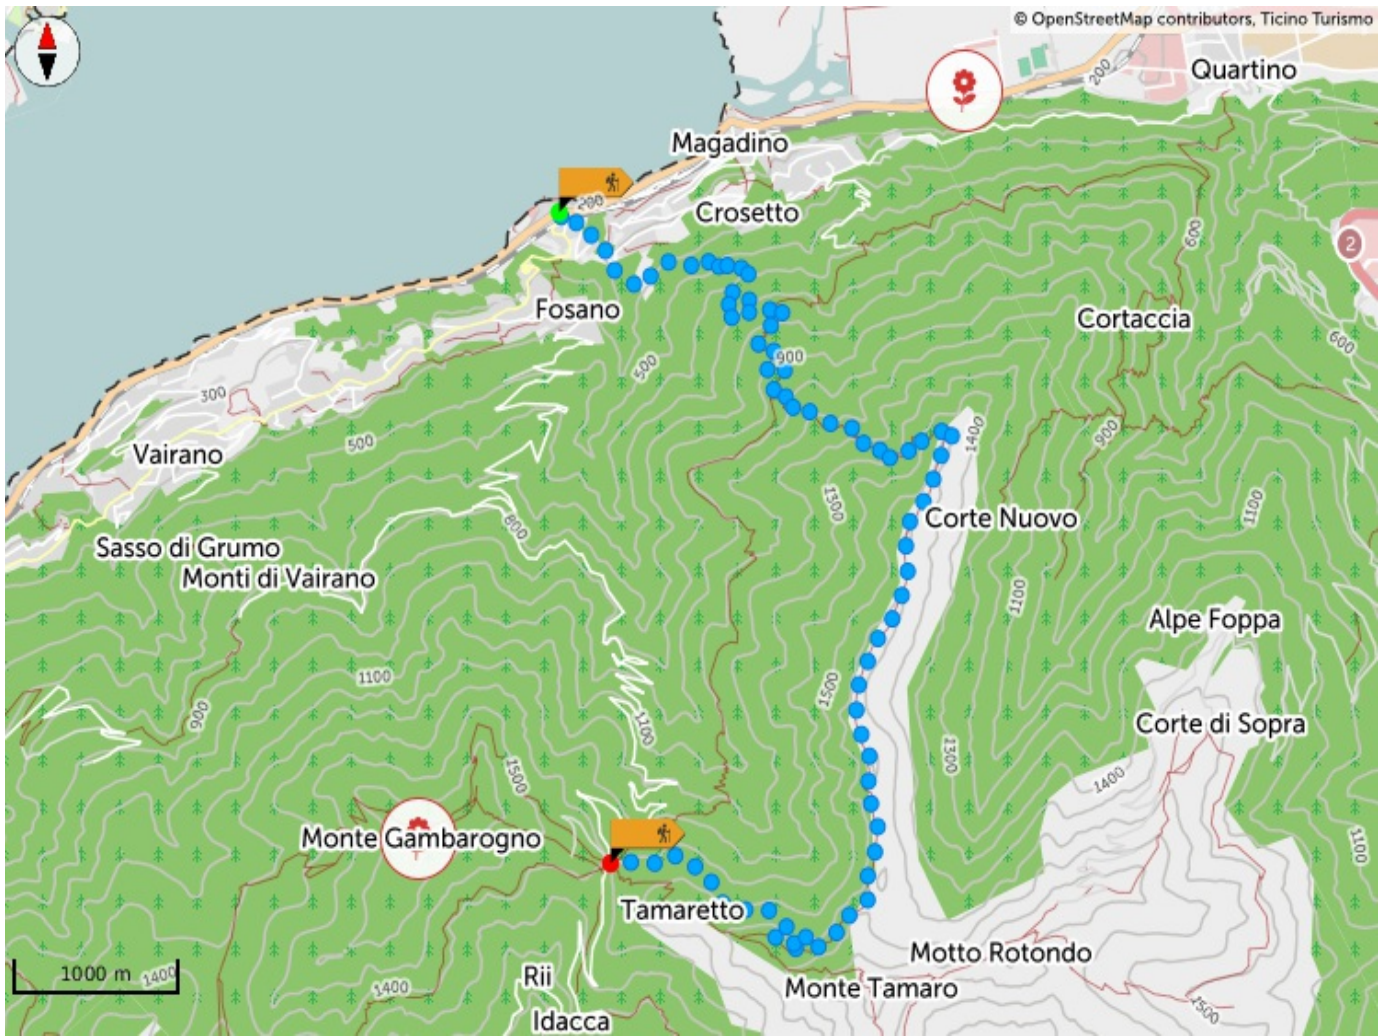 © OpenStreetMap contributors, Ticino Turismo
Quartino
200
Magadino
200
Crosetto
600
2
Fosano
Cortaccia
600
500
900
300
1400
500
900
Vairano
1300
1100
800
Corte Nuovo
Sasso di Grumo
Monti di Vairano
1100
Alpe Foppa
1100
1500
900
1100
Corte di Sopra
1300
1500
1400
Monte Gambarogno
1100
Tamaretto
Motto Rotondo
1000 m
1400
Rii
1400
Monte Tamaro
1500
Idacca